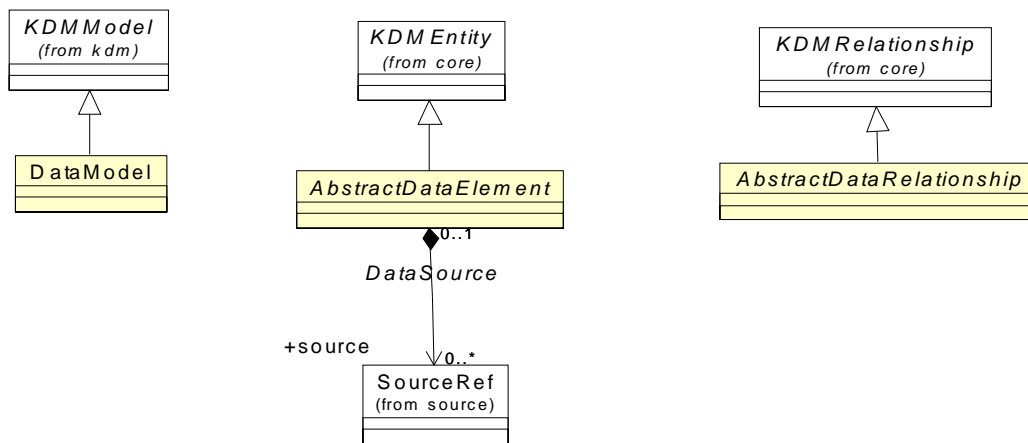 KDMModel
(from kdm)
KDMEntity
(from core)
KDMRelationship
(from core)
DataModel
AbstractDataElement
AbstractDataRelationship
0..1
DataSource
+source
0..*
SourceRef
(from source)